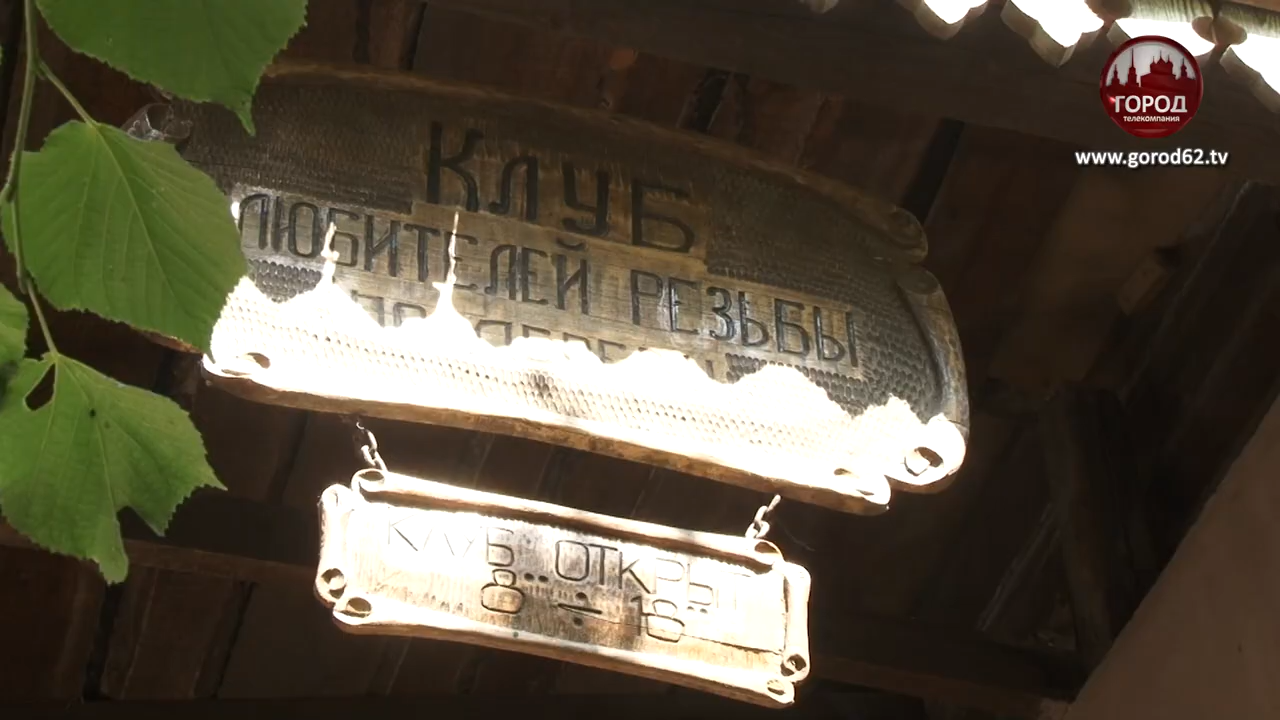 ГОРОД
телекомпания
www.gorod62.tv
КЛУБ
ЛЮБИТЕЛЕЙ РЕЗЬБЫ
КЛУБ ОТКРЫТ